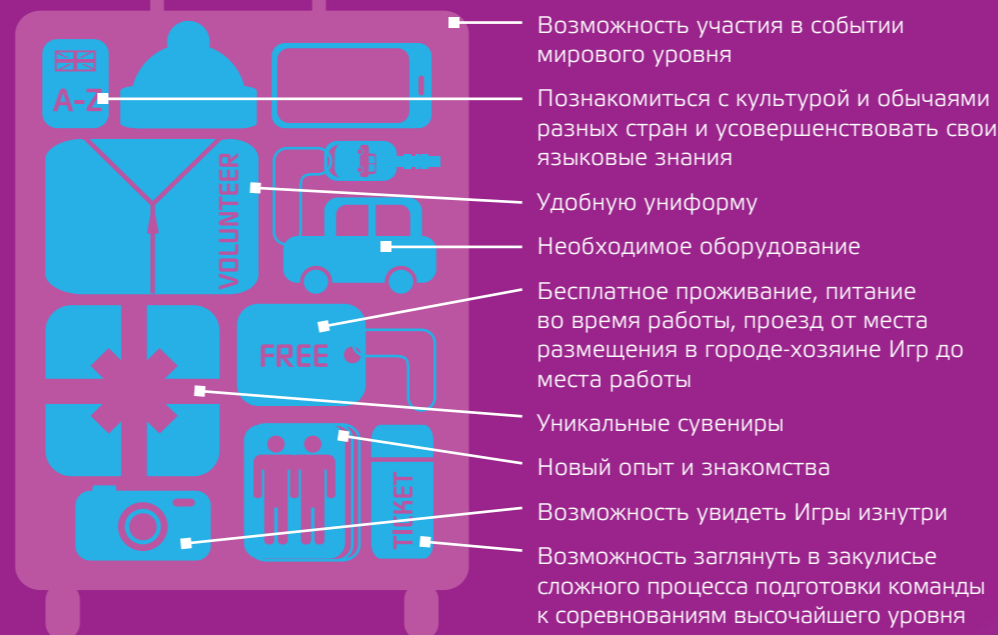 Возможность участия в событии
мирового уровня
A-Z
Познакомиться с культурой и обычаями
разных стран и усовершенствовать свои
языковые знания
VOLUNTEER
Удобную униформу
Необходимое оборудование
Бесплатное проживание, питание
во время работы, проезд от места
размещения в городе-хозяине Игр до
места работы
FREE
Уникальные сувениры
Новый опыт и знакомства
TICKET
Возможность увидеть Игры изнутри
Возможность заглянуть в закулисье
сложного процесса подготовки команды
к соревнованиям высочайшего уровня